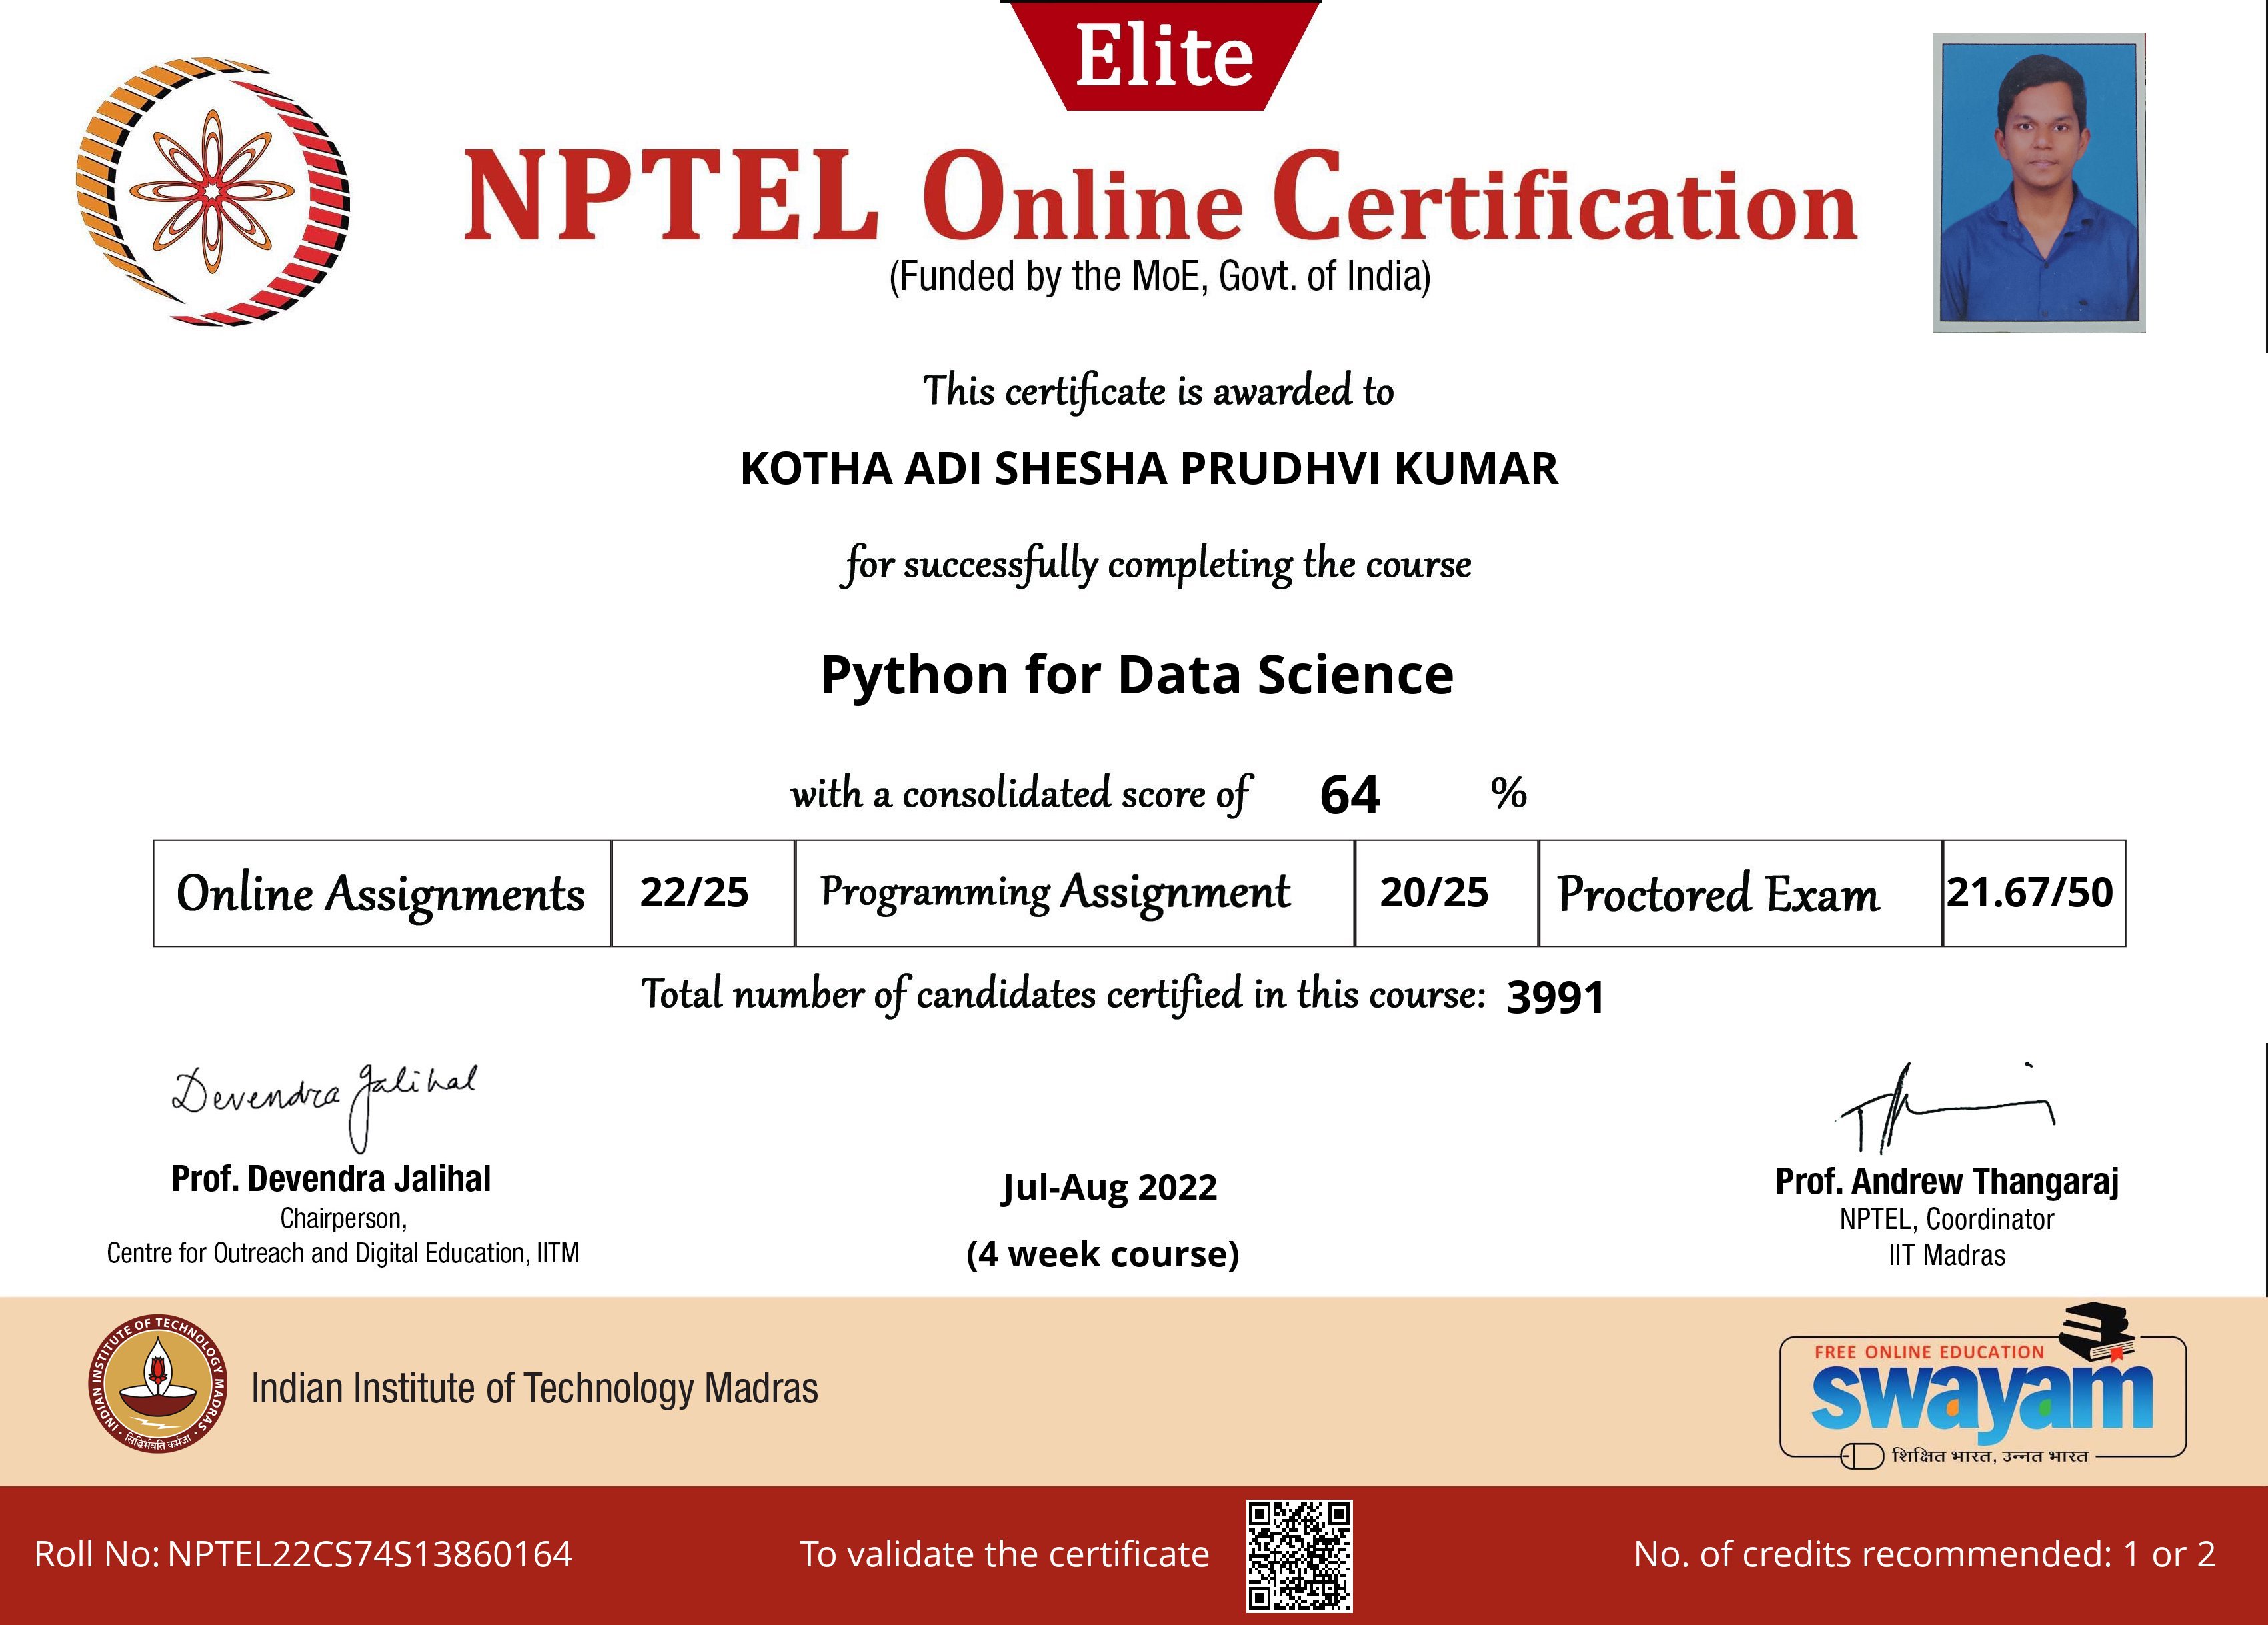 Elite
NPTEL Online Certification
(Funded by the MoE, Govt. of India)
This certificate is awarded to
KOTHA ADI SHESHA PRUDHVI KUMAR
for successfully completing the course
Python for Data Science
with a consolidated score of 64 %
Online Assignments 22/25 Programming Assignment 20/25 Proctored Exam 21.67/50
Total number of candidates certified in this course: 3991
Devendra Jalihal
Prof. Devendra Jalihal
Chairperson,
Centre for Outreach and Digital Education, IITM
Jul-Aug 2022
(4 week course)
Prof. Andrew Thangaraj
NPTEL, Coordinator
IIT Madras
INDIAN INSTITUTE OF TECHNOLOGY MADRAS
सिद्धिर्भवति कर्मजा
Indian Institute of Technology Madras
FREE ONLINE EDUCATION
swayam
शिक्षित भारत, उन्नत भारत
Roll No: NPTEL22CS74S13860164
To validate the certificate
No. of credits recommended: 1 or 2